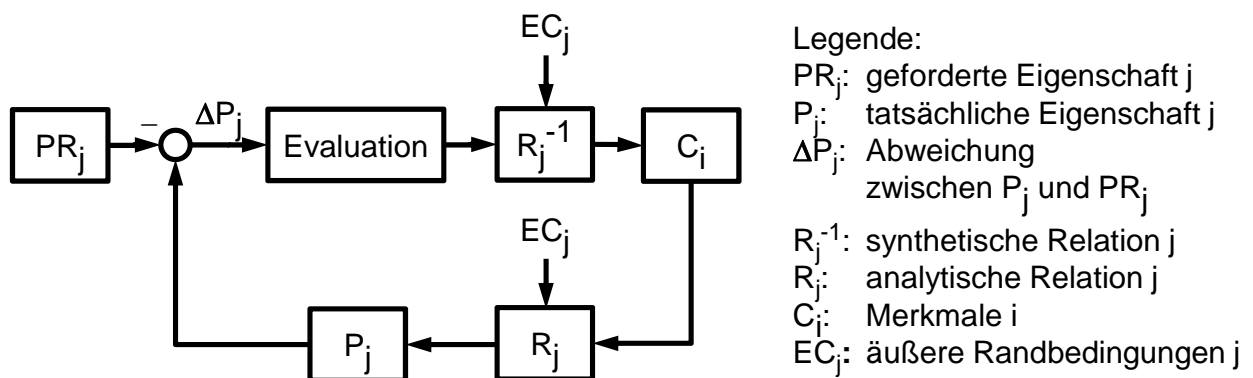 EC_j
− ΔP_j
PR_j
Evaluation
R_j^-1
C_i
EC_j
P_j
R_j
Legende:
PR_j: geforderte Eigenschaft j
P_j: tatsächliche Eigenschaft j
ΔP_j: Abweichung
zwischen P_j und PR_j
R_j^-1: synthetische Relation j
R_j: analytische Relation j
C_i: Merkmale i
EC_j: äußere Randbedingungen j